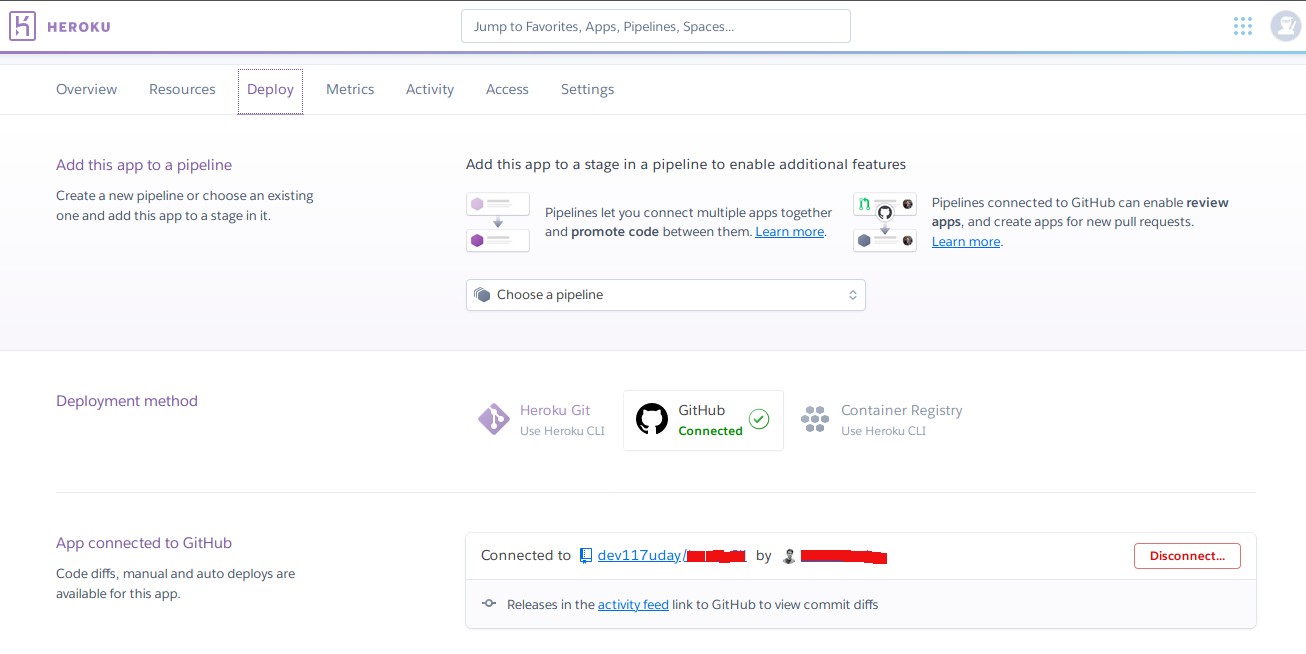 HEROKU
Jump to Favorites, Apps, Pipelines, Spaces...
Overview Resources Deploy Metrics Activity Access Settings
Add this app to a pipeline
Create a new pipeline or choose an existing
one and add this app to a stage in it.
Add this app to a stage in a pipeline to enable additional features
Pipelines let you connect multiple apps together
and promote code between them. Learn more.
Pipelines connected to GitHub can enable review
apps, and create apps for new pull requests.
Learn more.
Choose a pipeline
Deployment method
Heroku Git
Use Heroku CLI
GitHub
Connected
Container Registry
Use Heroku CLI
App connected to GitHub
Code diffs, manual and auto deploys are
available for this app.
Connected to dev117uday/ by
Disconnect...
Releases in the activity feed link to GitHub to view commit diffs